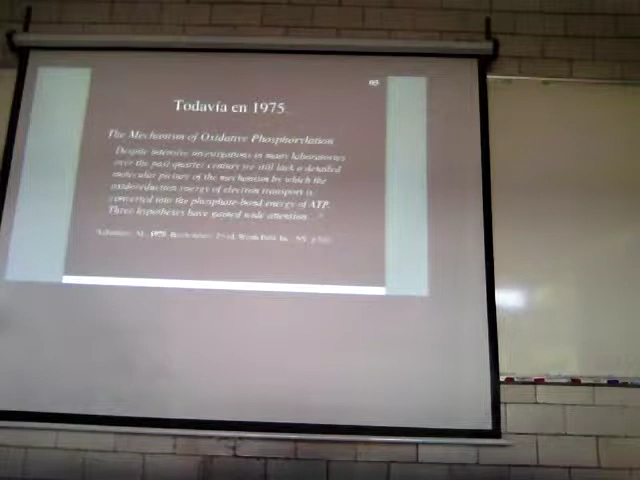 Todavía en 1975
The Mechanism of Oxidative Phosphorylation
Despite intensive investigations in many laboratories
over the past quarter century we still lack a detailed
molecular picture of the mechanism by which the
oxidoreduction energy of electron transport is
converted into the phosphate-bond energy of ATP.
Three hypotheses have gained wide attention..."
1975